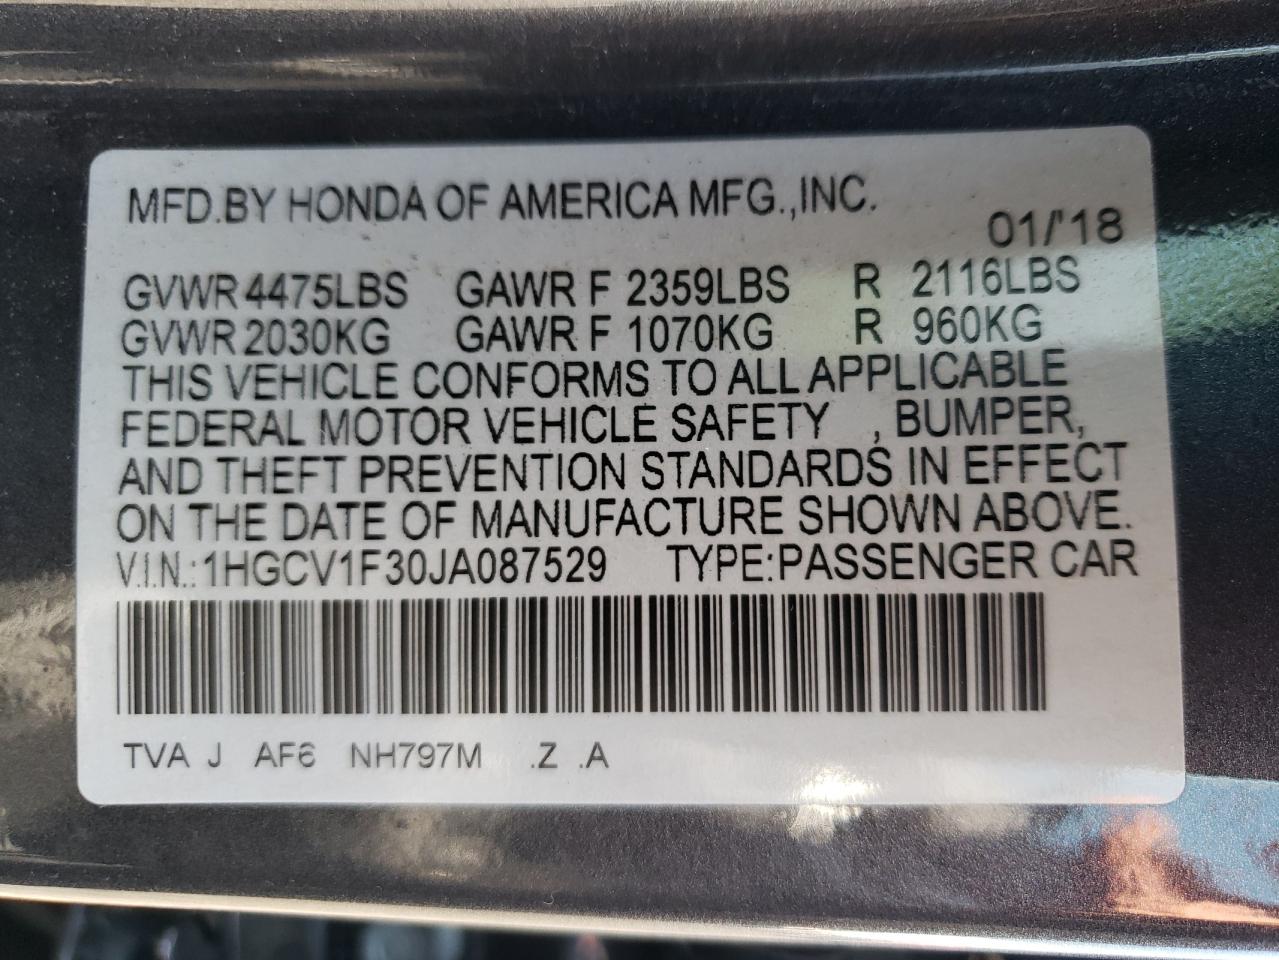 MFD.BY HONDA OF AMERICA MFG.,INC.
01/'18
GVWR 4475LBS GAWR F 2359LBS R 2116LBS
GVWR 2030KG GAWR F 1070KG R 960KG
THIS VEHICLE CONFORMS TO ALL APPLICABLE
FEDERAL MOTOR VEHICLE SAFETY , BUMPER,
AND THEFT PREVENTION STANDARDS IN EFFECT
ON THE DATE OF MANUFACTURE SHOWN ABOVE.
V.I.N.:1HGCV1F30JA087529 TYPE:PASSENGER CAR
TVA J AF6 NH797M .Z .A